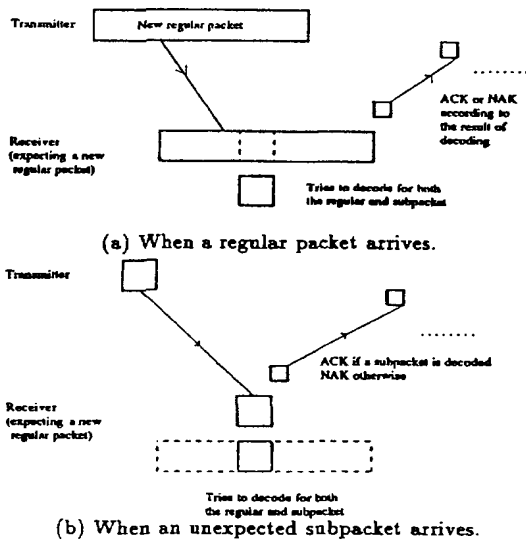 Transmitter
New regular packet
ACK or NAK
according to
the result of
decoding
Receiver
(expecting a new
regular packet)
Tries to decode for both
the regular and subpacket
(a) When a regular packet arrives.
Transmitter
ACK if a subpacket is decoded
NAK otherwise
Receiver
(expecting a new
regular packet)
Tries to decode for both
the regular and subpacket
(b) When an unexpected subpacket arrives.